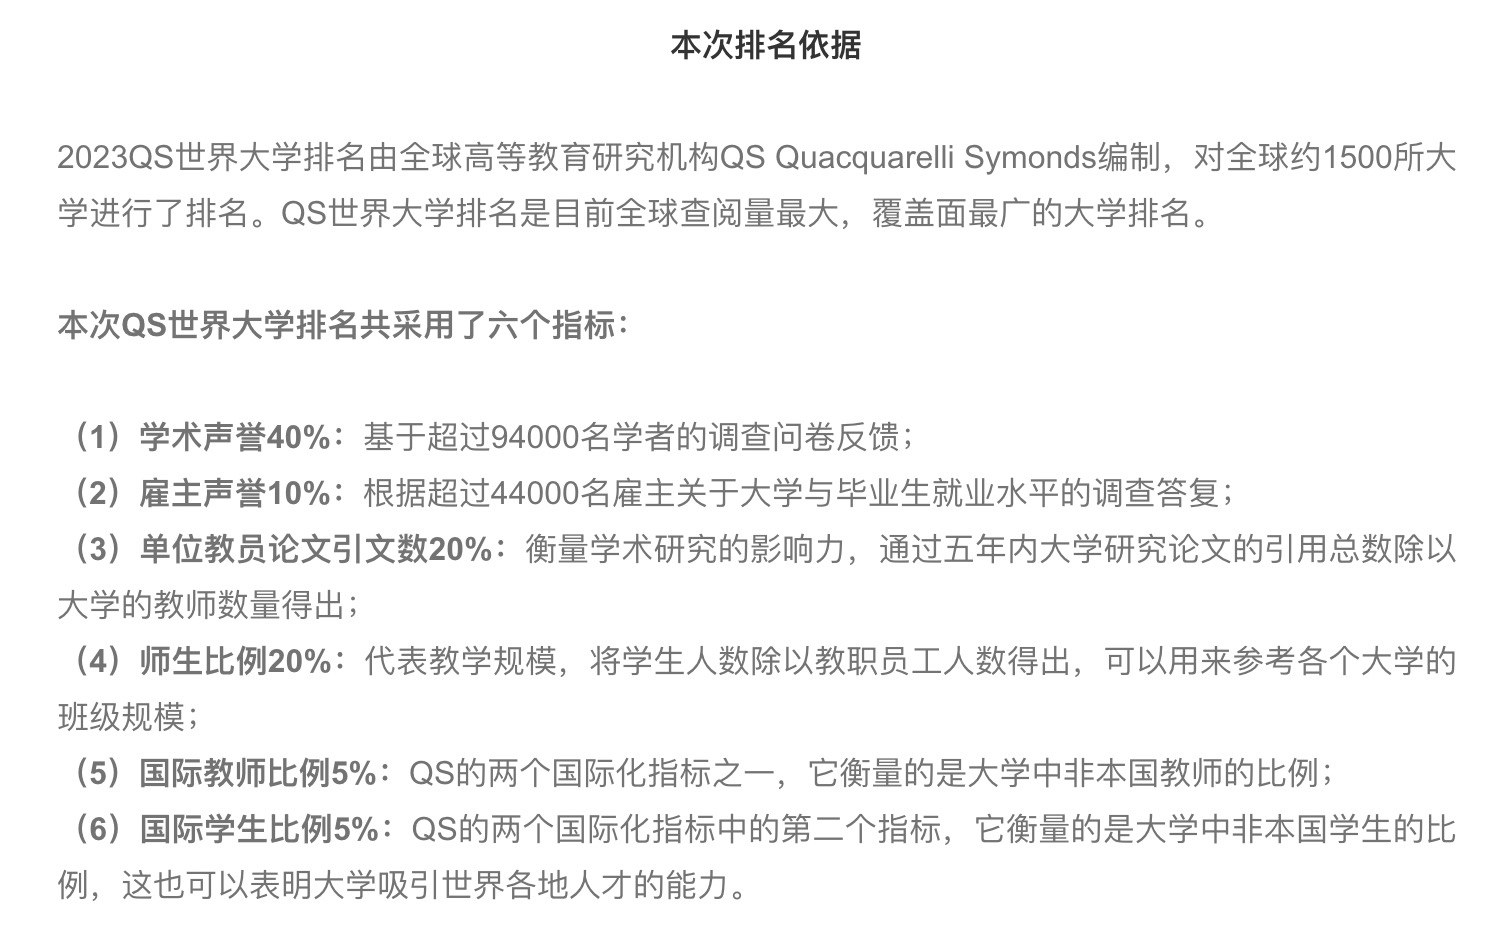 本次排名依据
2023QS世界大学排名由全球高等教育研究机构QS Quacquarelli Symonds编制，对全球约1500所大
学进行了排名。QS世界大学排名是目前全球查阅量最大，覆盖面最广的大学排名。
本次QS世界大学排名共采用了六个指标：
（1）学术声誉40%：基于超过94000名学者的调查问卷反馈；
（2）雇主声誉10%：根据超过44000名雇主关于大学与毕业生就业水平的调查答复；
（3）单位教员论文引文数20%：衡量学术研究的影响力，通过五年内大学研究论文的引用总数除以
大学的教师数量得出；
（4）师生比例20%：代表教学规模，将学生人数除以教职员工人数得出，可以用来参考各个大学的
班级规模；
（5）国际教师比例5%：QS的两个国际化指标之一，它衡量的是大学中非本国教师的比例；
（6）国际学生比例5%：QS的两个国际化指标中的第二个指标，它衡量的是大学中非本国学生的比
例，这也可以表明大学吸引世界各地人才的能力。